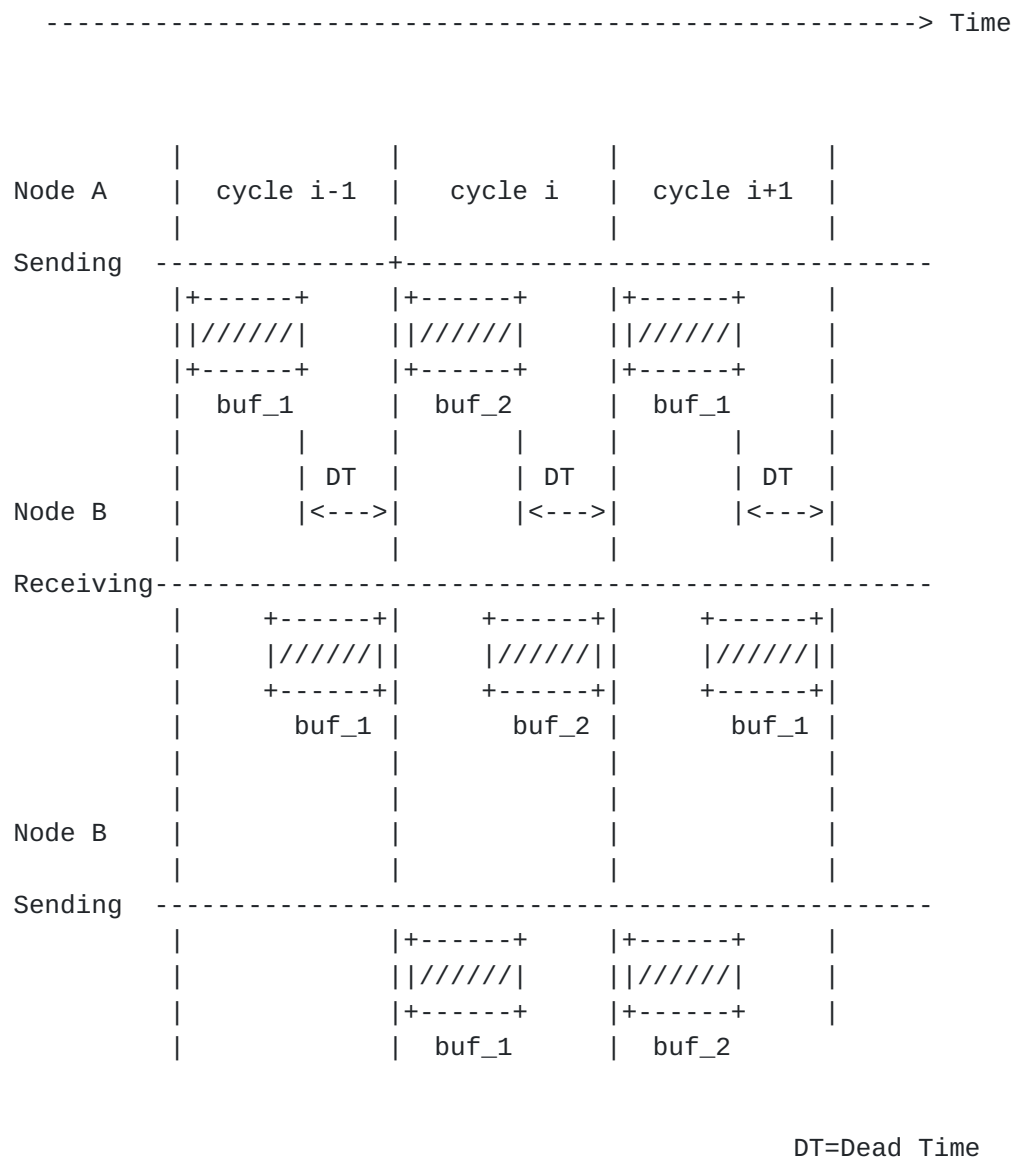 --------------------------------------------------------> Time
           |             |             |             |
Node A     |  cycle i-1  |   cycle i   |  cycle i+1  |
           |             |             |             |
Sending  ---------------+----------------------------------
           |+------+     |+------+     |+------+     |
           ||//////|     ||//////|     ||//////|     |
           |+------+     |+------+     |+------+     |
           |  buf_1      |  buf_2      |  buf_1      |
           |       |     |       |     |       |     |
           |       | DT  |       | DT  |       | DT  |
Node B     |       |<--->|       |<--->|       |<--->|
           |             |             |             |
Receiving--------------------------------------------------
           |     +------+|     +------+|     +------+|
           |     |//////||     |//////||     |//////||
           |     +------+|     +------+|     +------+|
           |       buf_1 |       buf_2 |       buf_1 |
           |             |             |             |
           |             |             |             |
Node B     |             |             |             |
           |             |             |             |
Sending  --------------------------------------------------
           |             |+------+     |+------+     |
           |             ||//////|     ||//////|     |
           |             |+------+     |+------+     |
           |             |  buf_1      |  buf_2
DT=Dead Time